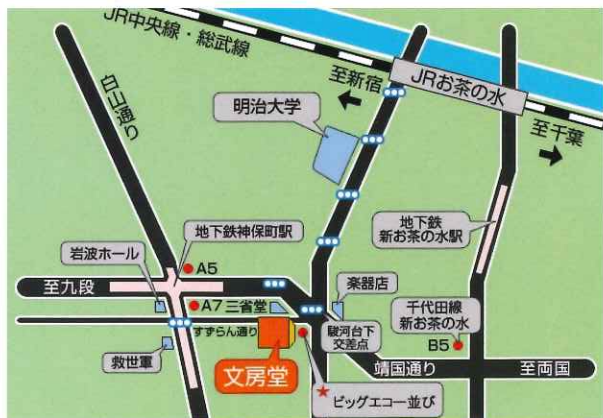 JR中央線・総武線
至新宿
JRお茶の水
至千葉
白山通り
明治大学
地下鉄神保町駅
地下鉄
新お茶の水駅
岩波ホール
A5
至九段
A7
三省堂
楽器店
千代田線
新お茶の水
B5
すずらん通り
駿河台下
交差点
救世軍
文房堂
靖国通り
至両国
ビッグエコー並び